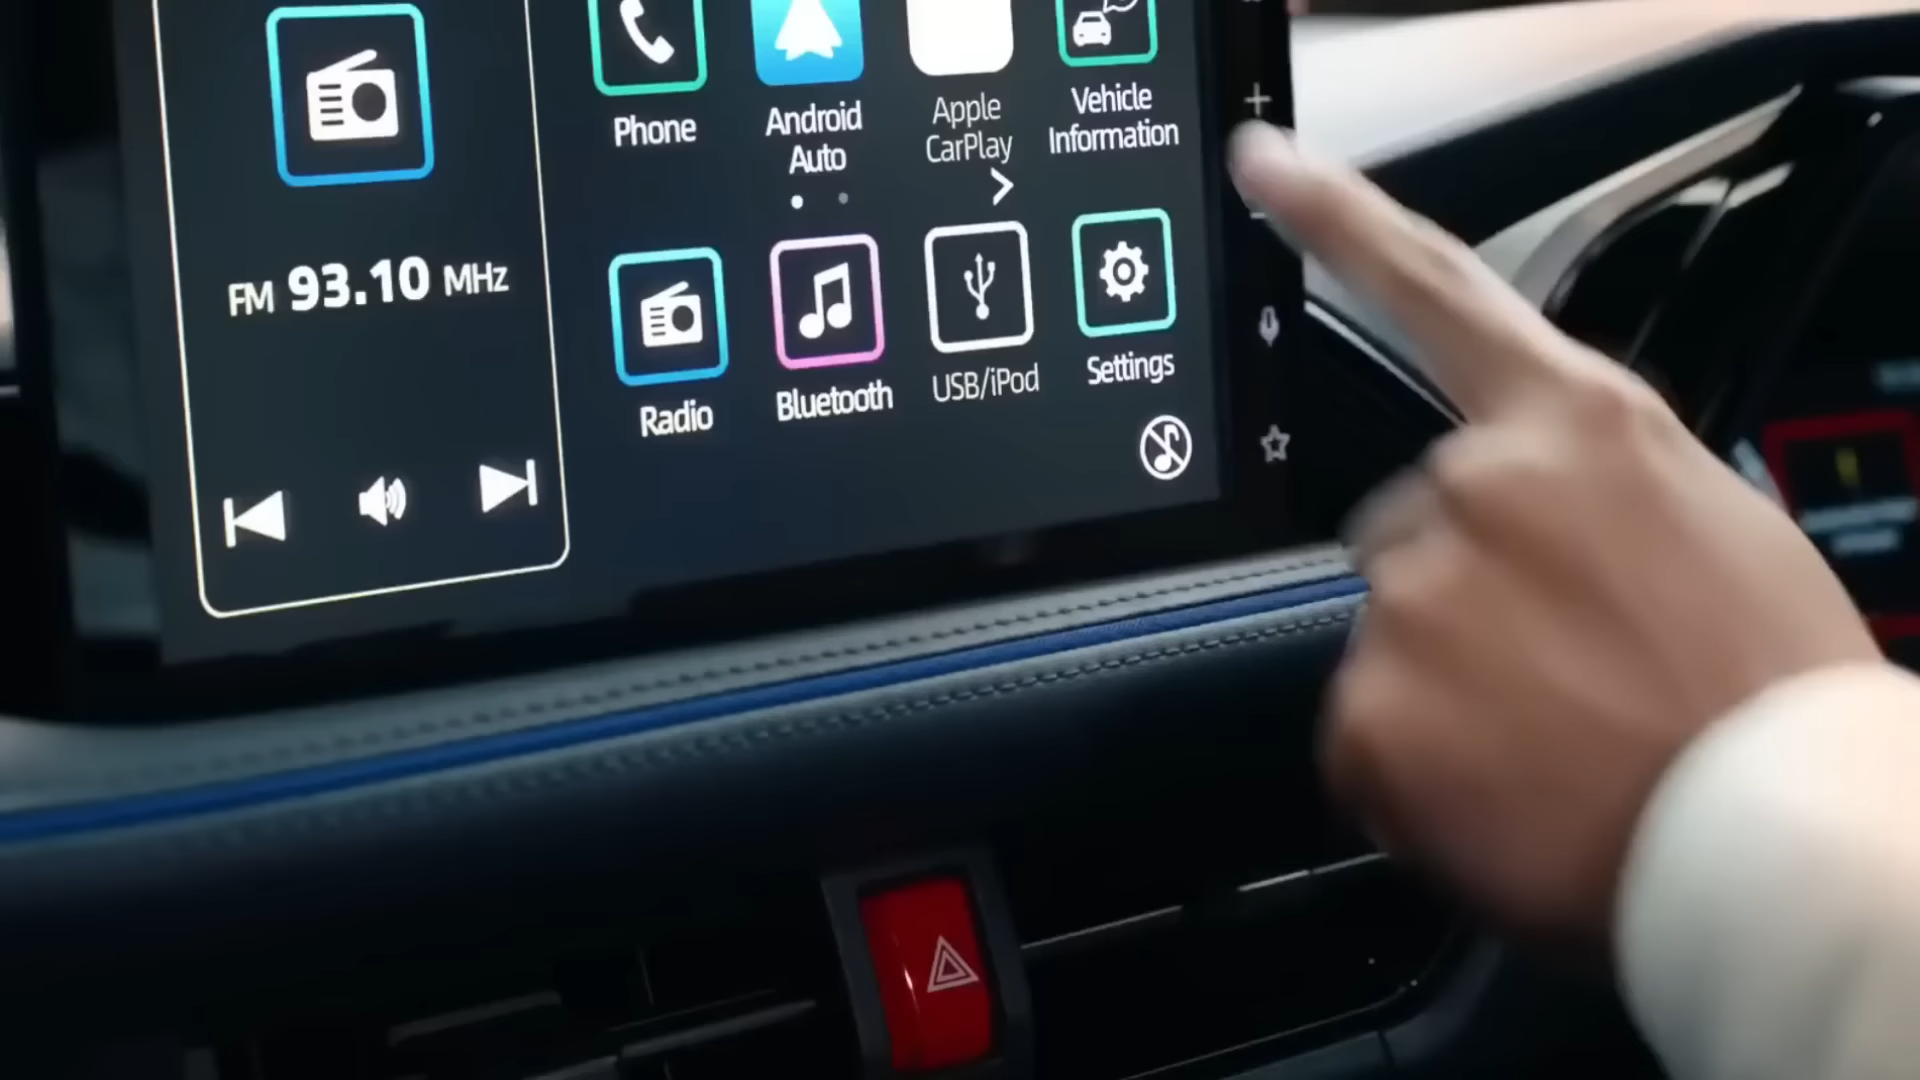 Phone
Android
Auto
Apple
CarPlay
Vehicle
Information
FM 93.10 MHz
Radio
Bluetooth
USB/iPod
Settings